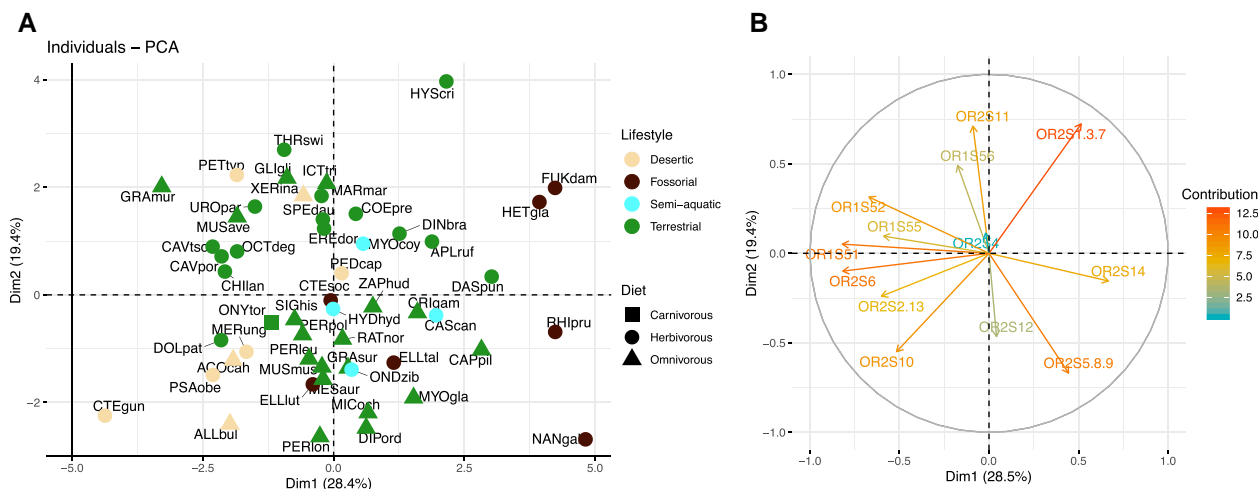 A
B
Individuals − PCA
HYScri
THRswi
PETtyp
GLIgli
ICTtri
GRAmur
XERina
MARmar
FUKdam
HETgla
UROpar
SPEdau
COEpre
MUSave
DINbra
EREdor
MYOcoy
CAVtsc
OCTdeg
APLruf
CAVpor
PEDcap
CHIlan
CTEsoc
ZAPhud
DASpun
ONYtor
SIGhis
CRIgam
MERung
PERpol
HYDhyd
CAScan
RHIpru
DOLpat
RATnor
PERleu
GRAsur
ELLtal
CAPpil
ACOcah
MUSmus
ONDzib
PSAobe
MESaur
ELLlut
MYOgla
CTEgun
MICoch
ALLbul
DIPord
PERlon
NANgal
4
2
0
−2
−5.0
−2.5
0.0
2.5
5.0
Dim1 (28.4%)
Dim2 (19.4%)
Lifestyle
Desertic
Fossorial
Semi−aquatic
Terrestrial
Diet
Carnivorous
Herbivorous
Omnivorous
1.0
0.5
0.0
−0.5
−1.0
Dim2 (19.4%)
OR2S11
OR2S1.3.7
OR1S56
OR1S52
OR1S55
OR2S4
OR1S51
OR2S6
OR2S14
OR2S2.13
OR2S12
OR2S10
OR2S5.8.9
−1.0
−0.5
0.0
0.5
1.0
Dim1 (28.5%)
Contribution
12.5
10.0
7.5
5.0
2.5